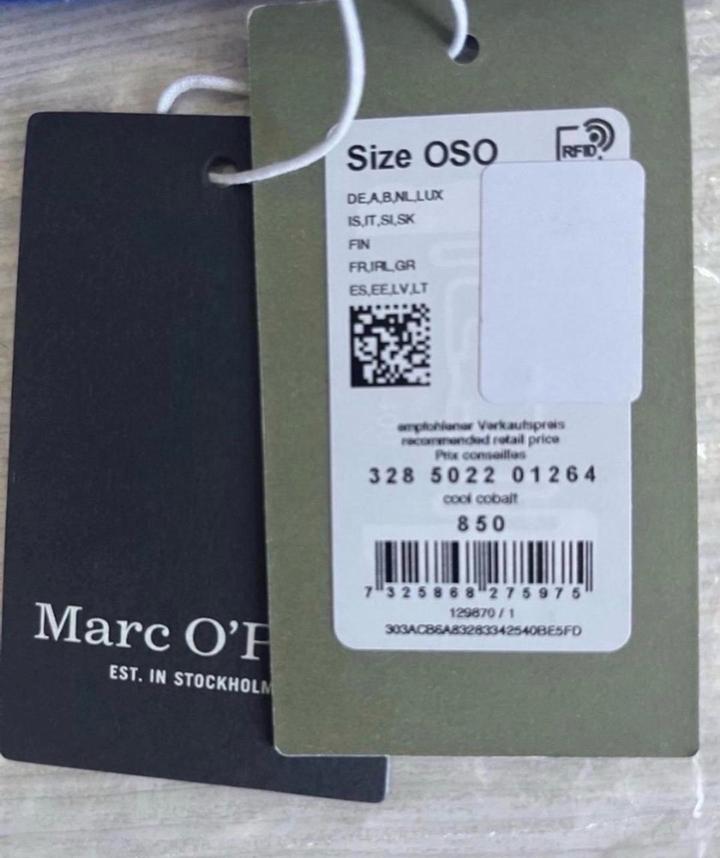 Size OSO
RFID
DE,A,B,NL,LUX
IS,IT,SI,SK
FIN
FR,IRL,GR
ES,EE,LV,LT
empfohlener Verkaufspreis
recommended retail price
Prix conseilles
328 5022 01264
cool cobalt
850
7 325868 275975
129870 / 1
303ACB6A83283342540BE5FD
Marc O'P
EST. IN STOCKHOLM